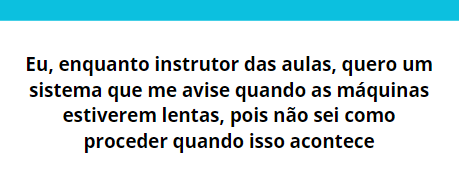 Eu, enquanto instrutor das aulas, quero um
sistema que me avise quando as máquinas
estiverem lentas, pois não sei como
proceder quando isso acontece